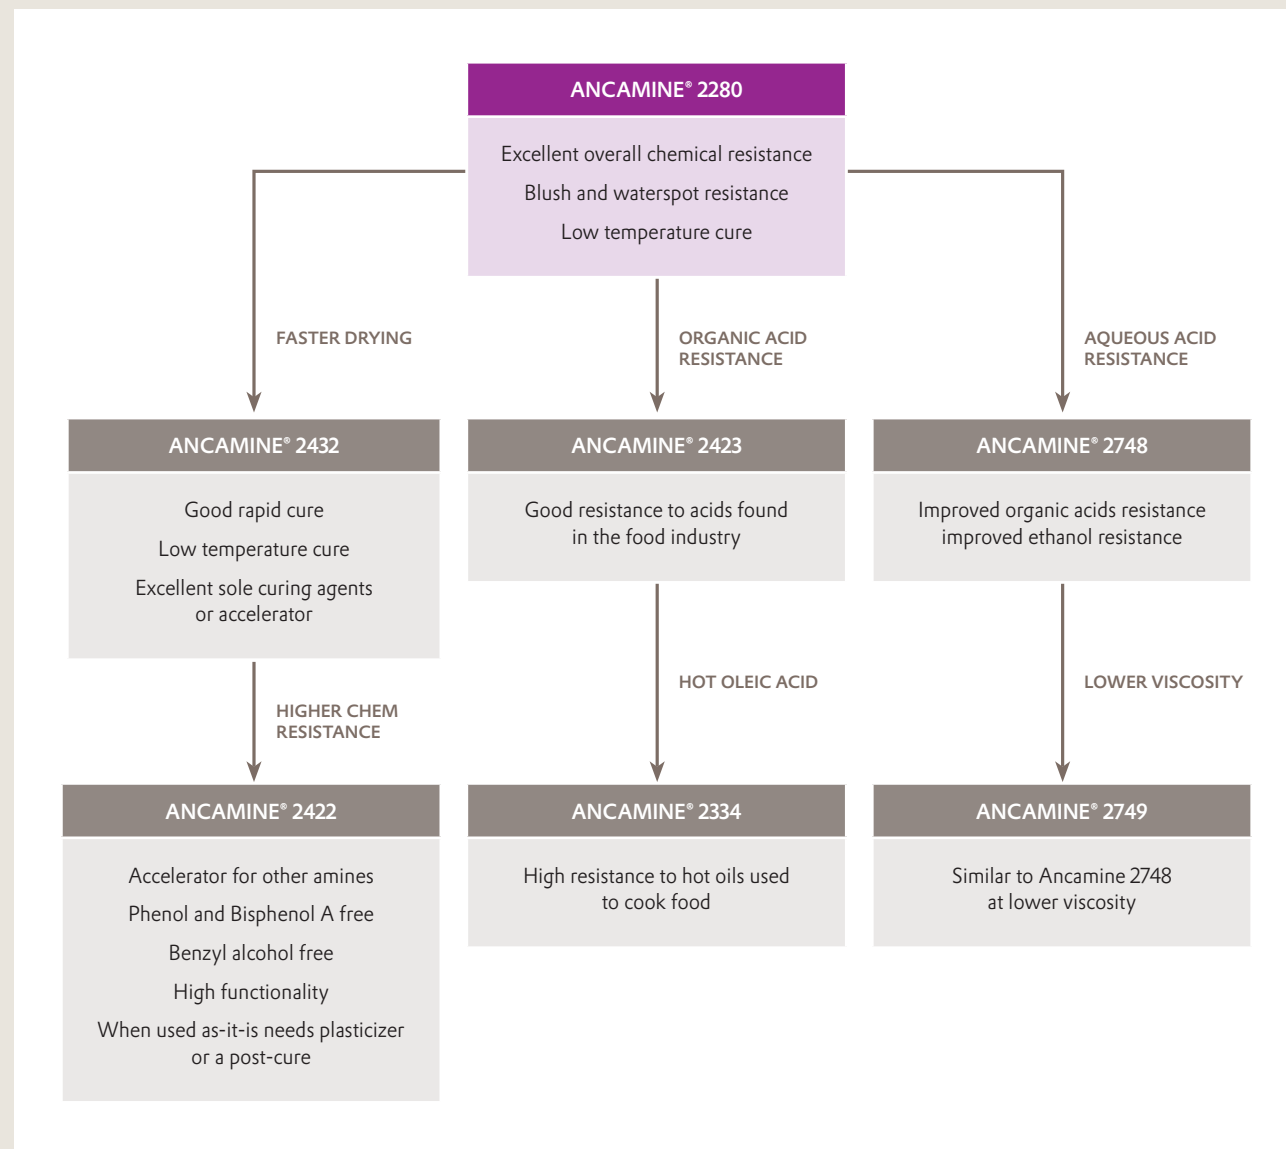 ANCAMINE® 2280
Excellent overall chemical resistance
Blush and waterspot resistance
Low temperature cure
FASTER DRYING
ORGANIC ACID
RESISTANCE
AQUEOUS ACID
RESISTANCE
ANCAMINE® 2432
Good rapid cure
Low temperature cure
Excellent sole curing agents
or accelerator
ANCAMINE® 2423
Good resistance to acids found
in the food industry
ANCAMINE® 2748
Improved organic acids resistance
improved ethanol resistance
HIGHER CHEM
RESISTANCE
HOT OLEIC ACID
LOWER VISCOSITY
ANCAMINE® 2422
Accelerator for other amines
Phenol and Bisphenol A free
Benzyl alcohol free
High functionality
When used as-it-is needs plasticizer
or a post-cure
ANCAMINE® 2334
High resistance to hot oils used
to cook food
ANCAMINE® 2749
Similar to Ancamine 2748
at lower viscosity